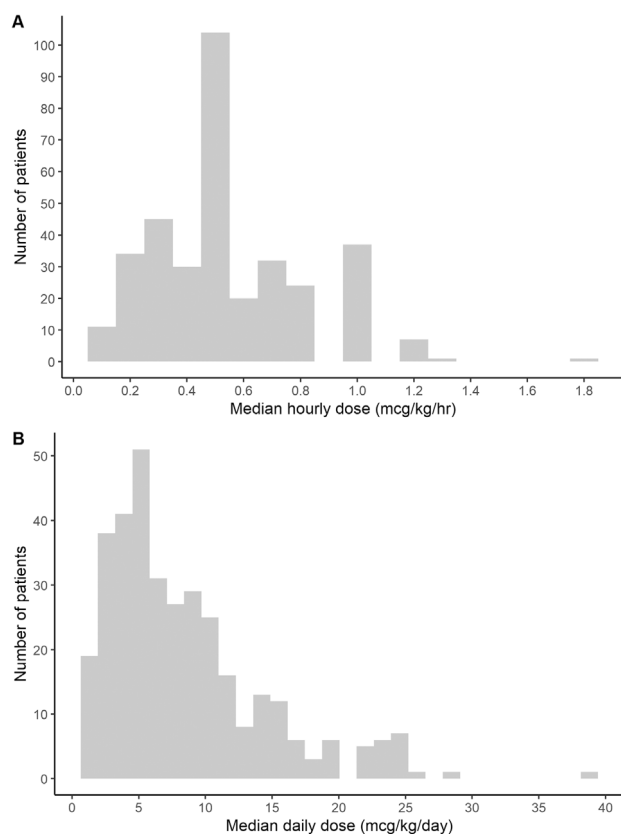 A
Number of patients
100
90
80
70
60
50
40
30
20
10
0
0.0 0.2 0.4 0.6 0.8 1.0 1.2 1.4 1.6 1.8
Median hourly dose (mcg/kg/hr)
B
Number of patients
50
40
30
20
10
0
0 5 10 15 20 25 30 35 40
Median daily dose (mcg/kg/day)